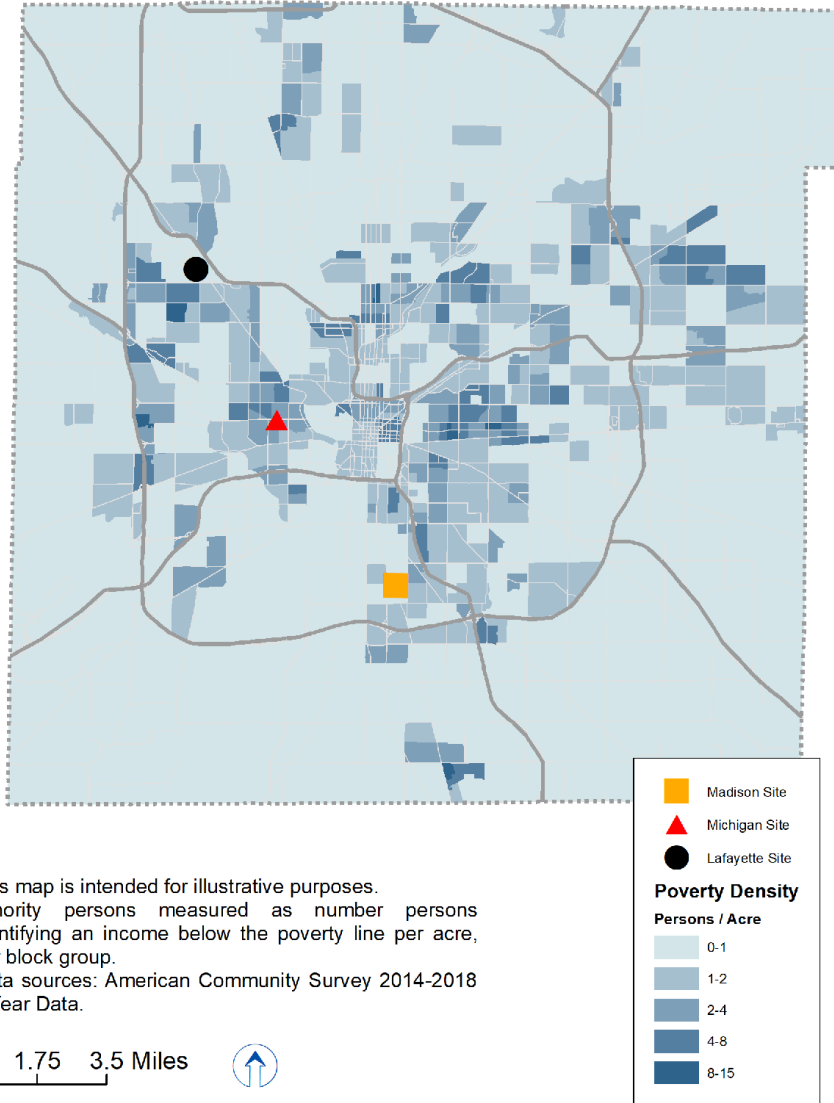 Madison Site
Michigan Site
Lafayette Site
Poverty Density
Persons / Acre
0-1
1-2
2-4
4-8
8-15
s map is intended for illustrative purposes.
ority persons measured as number persons
ntifying an income below the poverty line per acre,
block group.
ta sources: American Community Survey 2014-2018
Year Data.
1.75 3.5 Miles